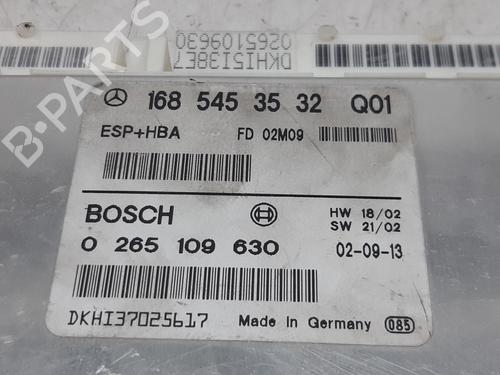 DKHI5I38E7
0265109630
168 545 35 32 Q01
ESP+HBA FD 02M09
BOSCH HW 18/02
SW 21/02
0 265 109 630 02-09-13
DKHI37025617 Made in Germany 085
B-PARTS